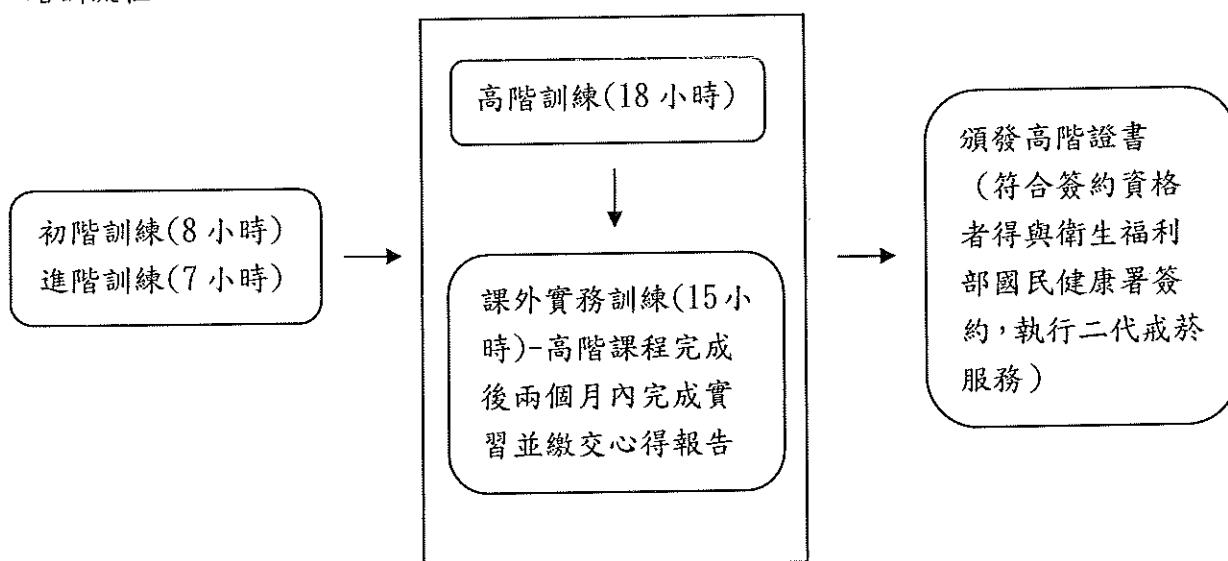 初階訓練(8 小時)
進階訓練(7 小時)
高階訓練(18 小時)
課外實務訓練(15 小
時)-高階課程完成
後兩個月內完成實
習並繳交心得報告
頒發高階證書
（符合簽約資格
者得與衛生福利
部國民健康署簽
約，執行二代戒菸
服務）